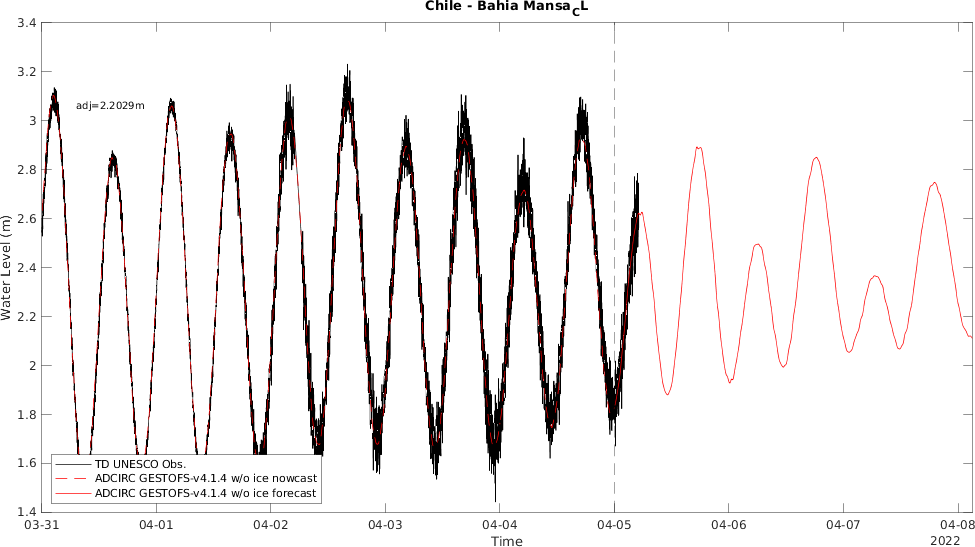 Chile - Bahia Mansa_CL
adj=2.2029m
3.4
3.2
3
2.8
2.6
2.4
2.2
2
1.8
1.6
1.4
Water Level (m)
TD UNESCO Obs.
ADCIRC GESTOFS-v4.1.4 w/o ice nowcast
ADCIRC GESTOFS-v4.1.4 w/o ice forecast
03-31 04-01 04-02 04-03 04-04 04-05 04-06 04-07 04-08
Time
2022